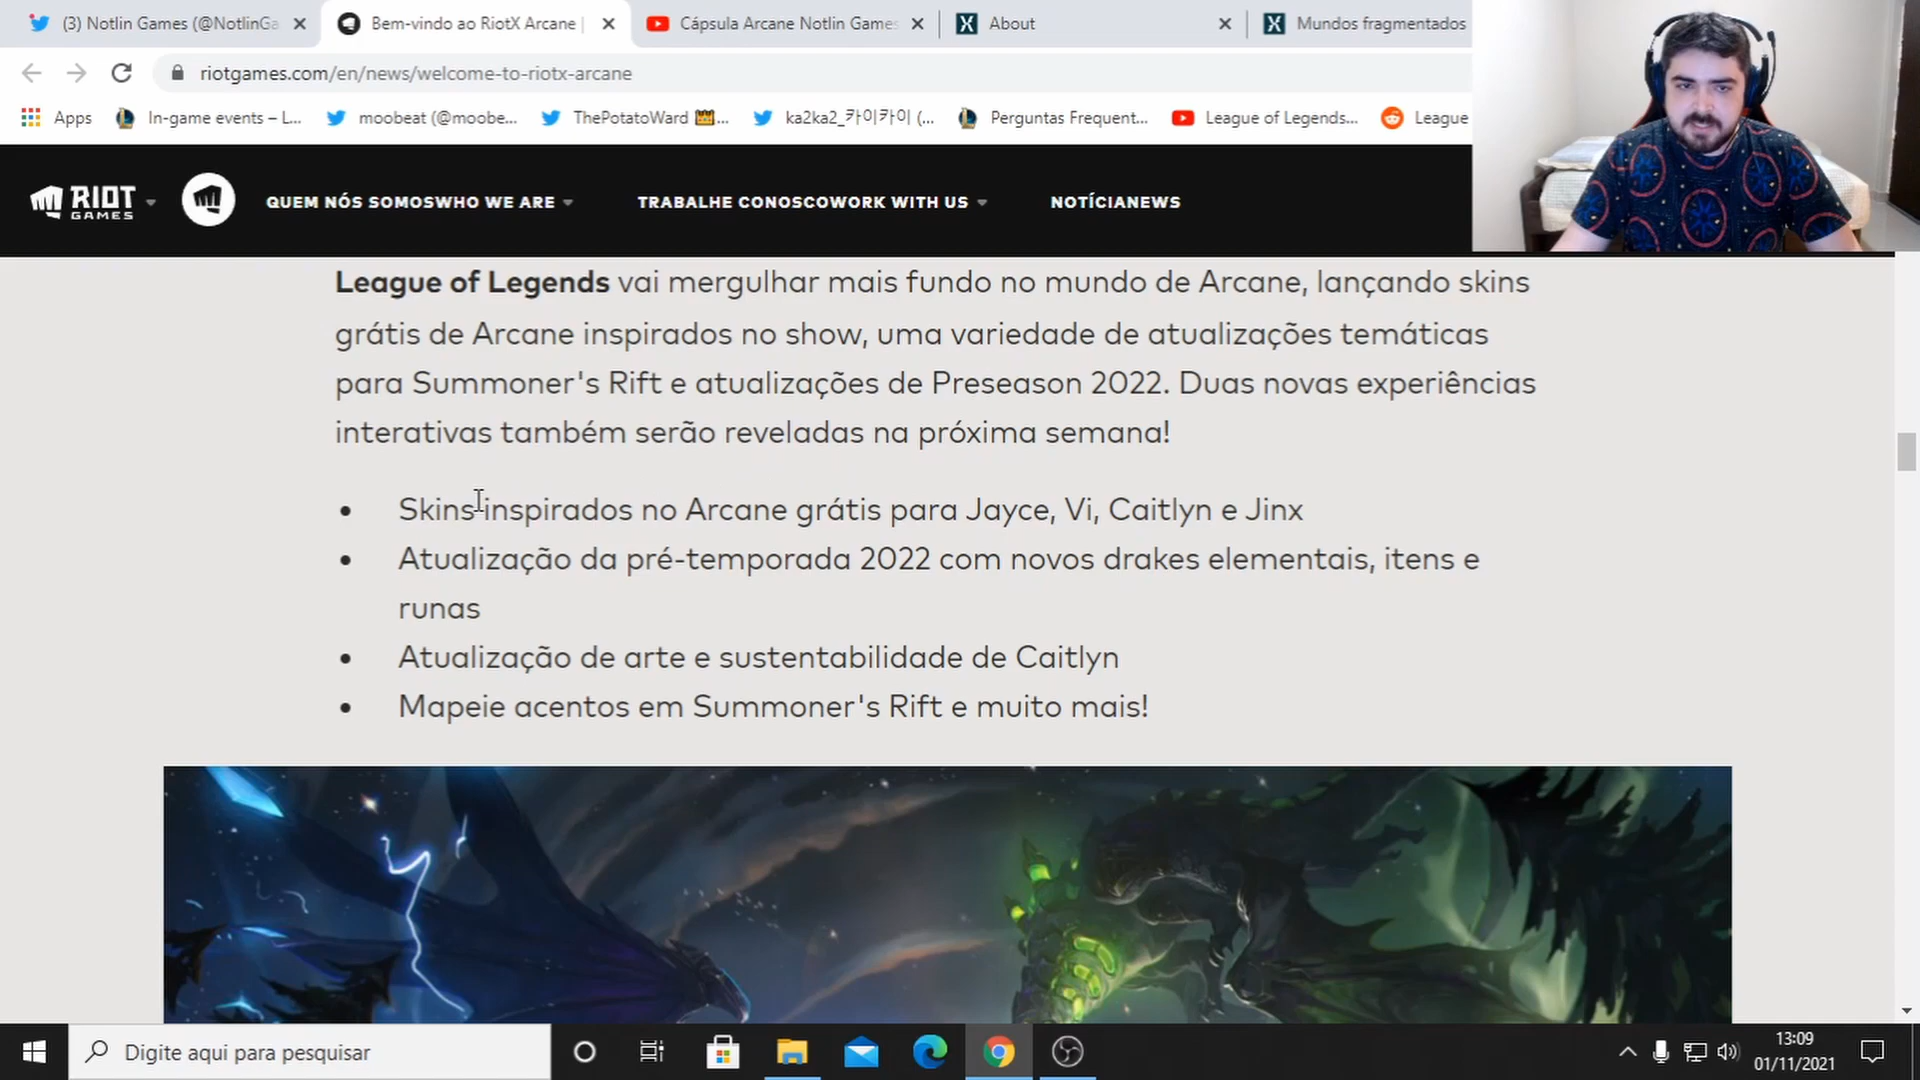 (3) Notlin Games (@NotlinGa
Bem-vindo ao RiotX Arcane |
Cápsula Arcane Notlin Games
About
Mundos fragmentados
riotgames.com/en/news/welcome-to-riotx-arcane
Apps
In-game events – L...
moobeat (@moobe...
ThePotatoWard 👑...
ka2ka2_카이카이 (...
Perguntas Frequent...
League of Legends...
League
RIOT GAMES
QUEM NÓS SOMOSWHO WE ARE
TRABALHE CONOSCOWORK WITH US
NOTÍCIANEWS
League of Legends vai mergulhar mais fundo no mundo de Arcane, lançando skins
grátis de Arcane inspirados no show, uma variedade de atualizações temáticas
para Summoner's Rift e atualizações de Preseason 2022. Duas novas experiências
interativas também serão reveladas na próxima semana!
• Skins inspirados no Arcane grátis para Jayce, Vi, Caitlyn e Jinx
• Atualização da pré-temporada 2022 com novos drakes elementais, itens e
runas
• Atualização de arte e sustentabilidade de Caitlyn
• Mapeie acentos em Summoner's Rift e muito mais!
Digite aqui para pesquisar
13:09
01/11/2021